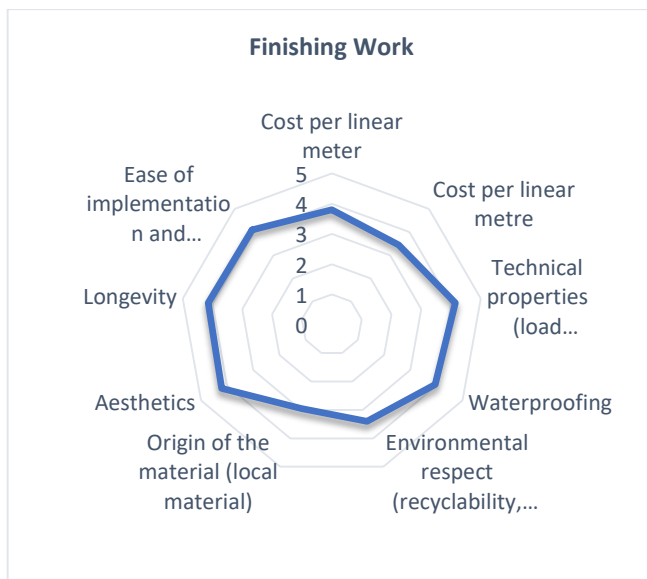 Finishing Work
Cost per linear
meter
Cost per linear
metre
Technical
properties
(load…
Waterproofing
Environmental
respect
(recyclability,…
Origin of the
material (local
material)
Aesthetics
Longevity
Ease of
implementatio
n and…
5
4
3
2
1
0